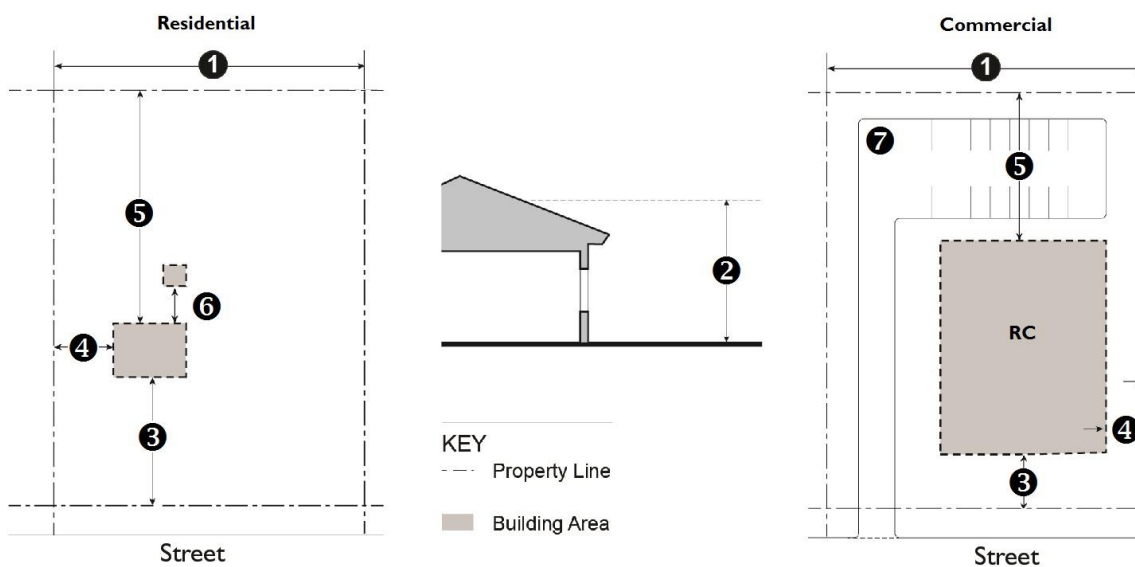 Residential
1
5
6
4
3
Street
2
KEY
Property Line
Building Area
Commercial
1
7
5
RC
4
3
Street